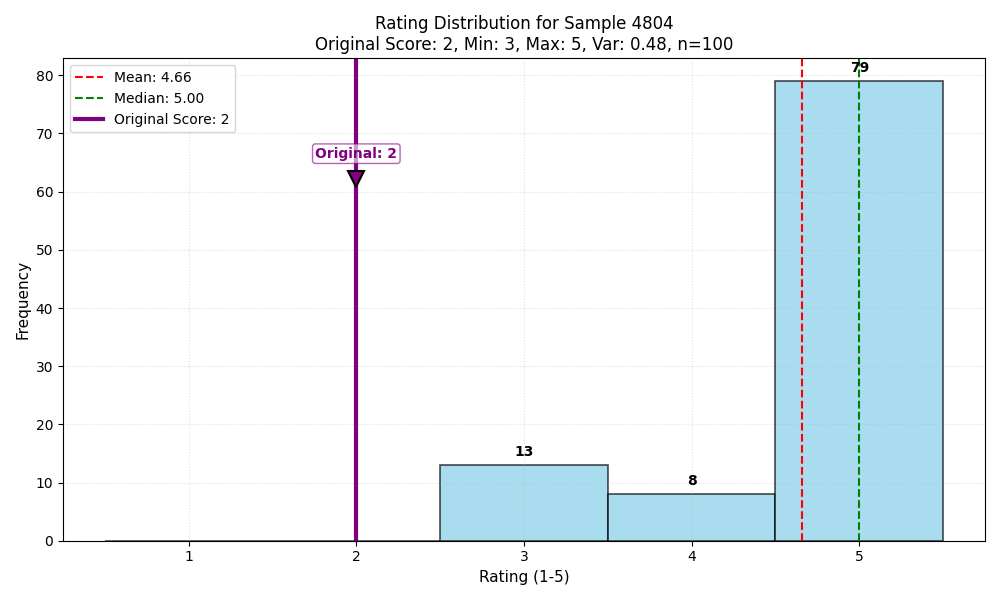 Rating Distribution for Sample 4804
Original Score: 2, Min: 3, Max: 5, Var: 0.48, n=100
Mean: 4.66
Median: 5.00
Original Score: 2
Original: 2
79
13
8
80
70
60
50
40
30
20
10
0
Frequency
1 2 3 4 5
Rating (1-5)